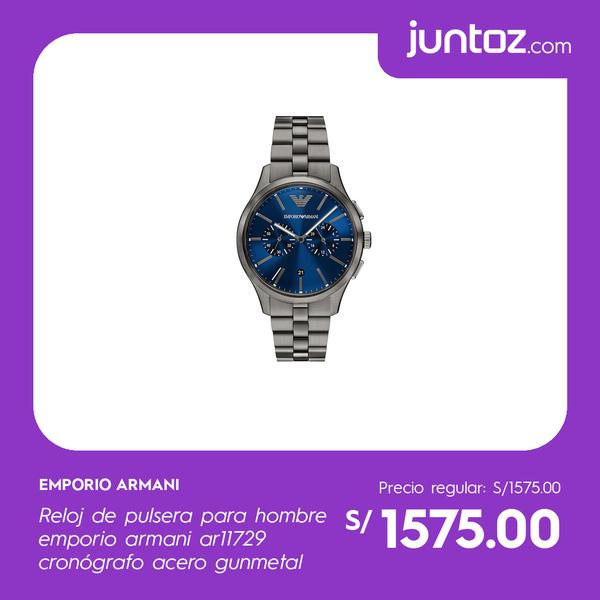 juntoz.com
EMPORIO ARMANI
21
EMPORIO ARMANI
Precio regular: S/1575.00
Reloj de pulsera para hombre
emporio armani ar11729
cronógrafo acero gunmetal
S/ 1575.00